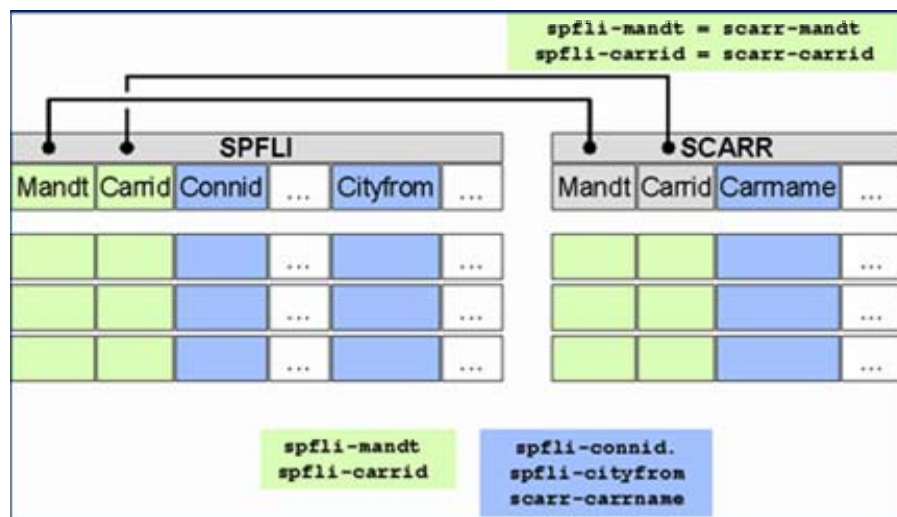 spfli-mandt = scarr-mandt
spfli-carrid = scarr-carrid
SPFLI SCARR
Mandt Carrid Connid ... Cityfrom ... Mandt Carrid Carrname ...
... ... ...
... ... ...
... ... ...
spfli-mandt
spfli-carrid
spfli-connid.
spfli-cityfrom
scarr-carrname